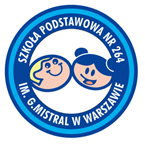 SZKOŁA PODSTAWOWA NR 264
IM. G.MISTRAL W WARSZAWIE